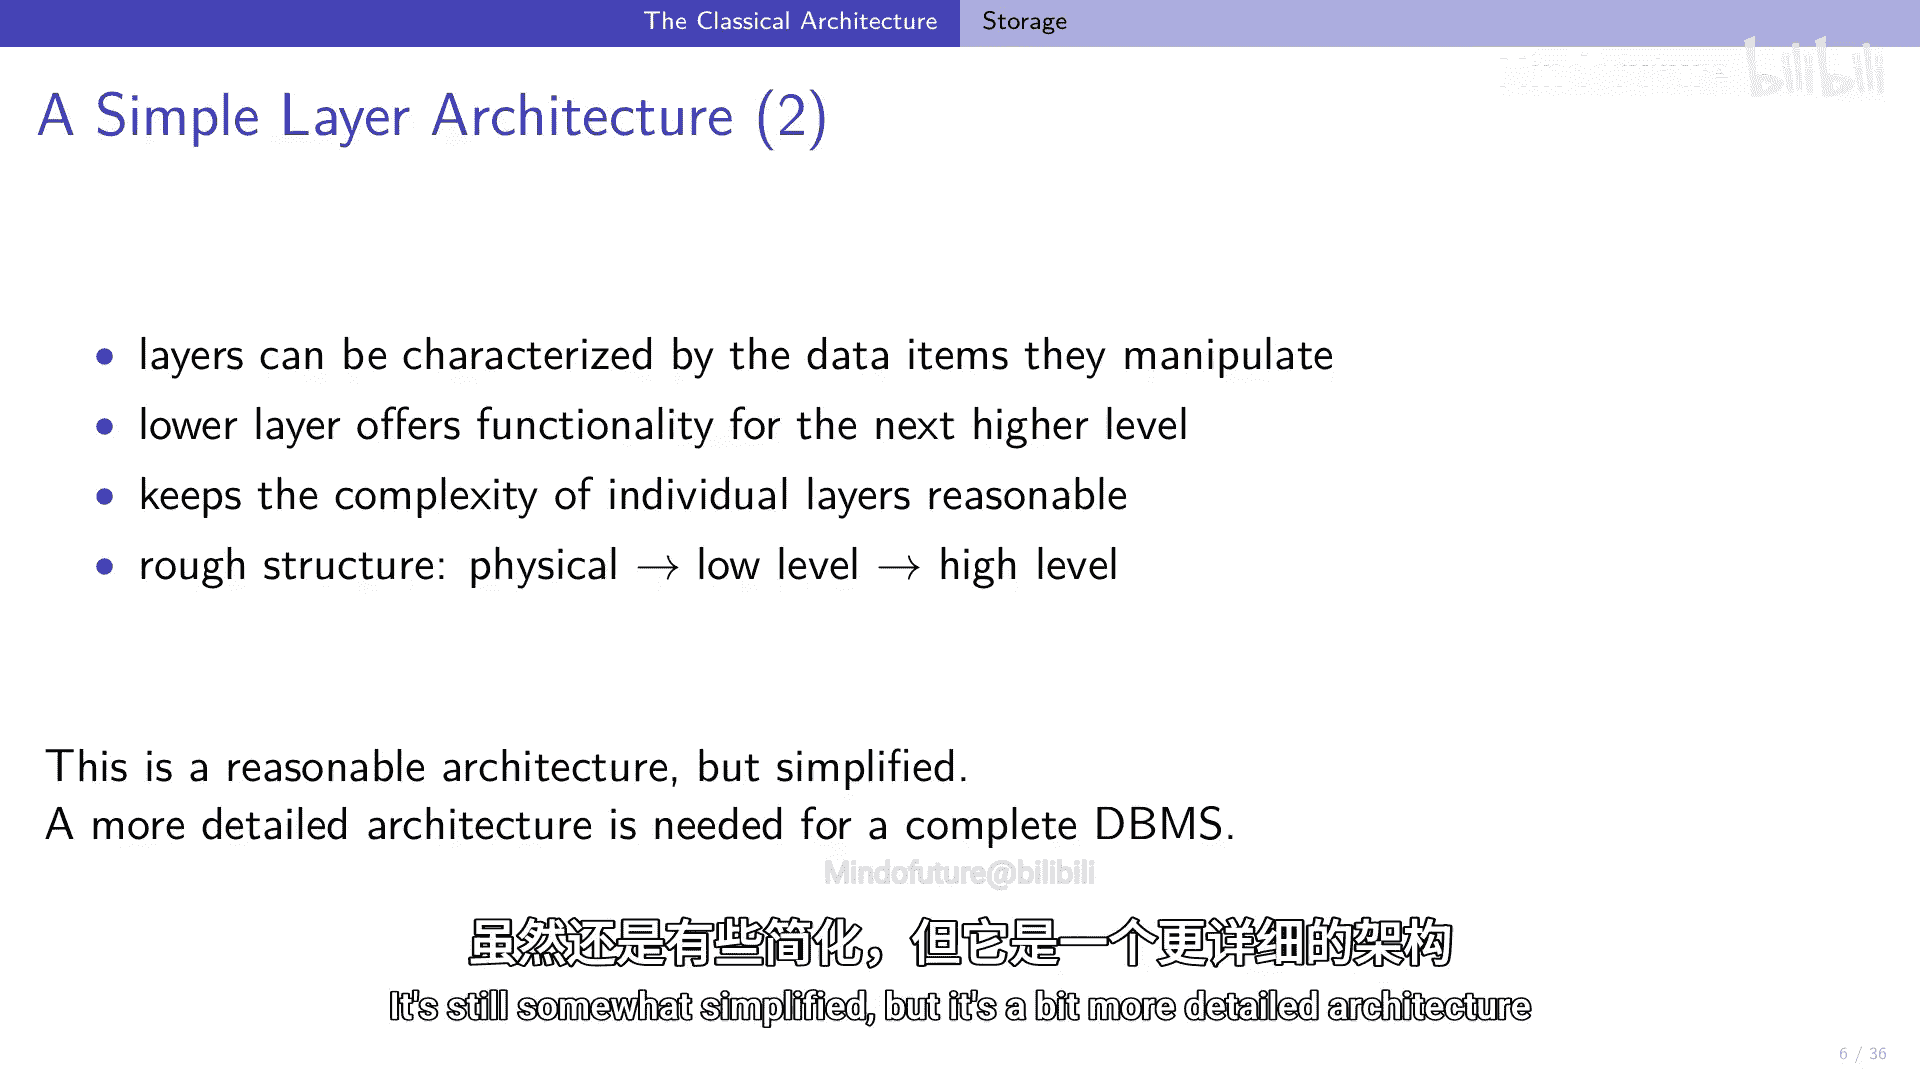 The Classical Architecture
Storage
bilibili
A Simple Layer Architecture (2)
• layers can be characterized by the data items they manipulate
• lower layer offers functionality for the next higher level
• keeps the complexity of individual layers reasonable
• rough structure: physical → low level → high level
This is a reasonable architecture, but simplified.
A more detailed architecture is needed for a complete DBMS.
Mindofuture@bilibili
虽然还是有些简化，但它是一个更详细的架构
It's still somewhat simplified, but it's a bit more detailed architecture
6 / 36